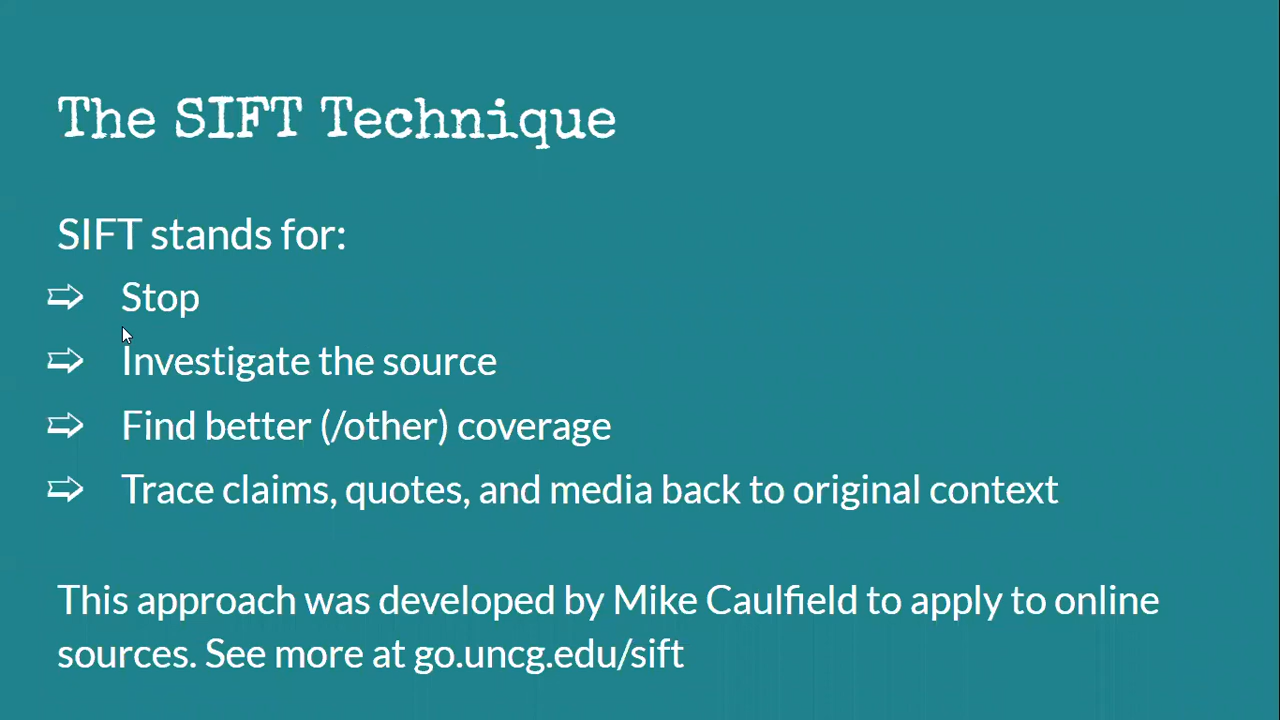 The SIFT Technique
SIFT stands for:
➯ Stop
➯ Investigate the source
➯ Find better (/other) coverage
➯ Trace claims, quotes, and media back to original context
This approach was developed by Mike Caulfield to apply to online
sources. See more at go.uncg.edu/sift